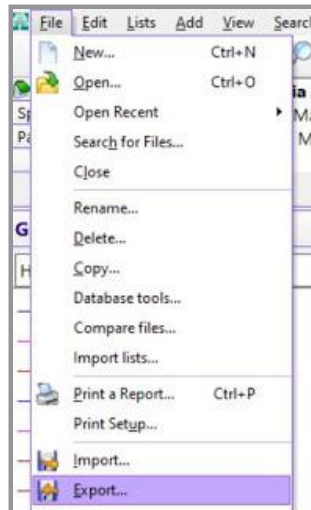 File Edit Lists Add View Search
New... Ctrl+N
Open... Ctrl+O
Open Recent
Search for Files...
Close
Rename...
Delete...
Copy...
Database tools...
Compare files...
Import lists...
Print a Report... Ctrl+P
Print Setup...
Import...
Export...